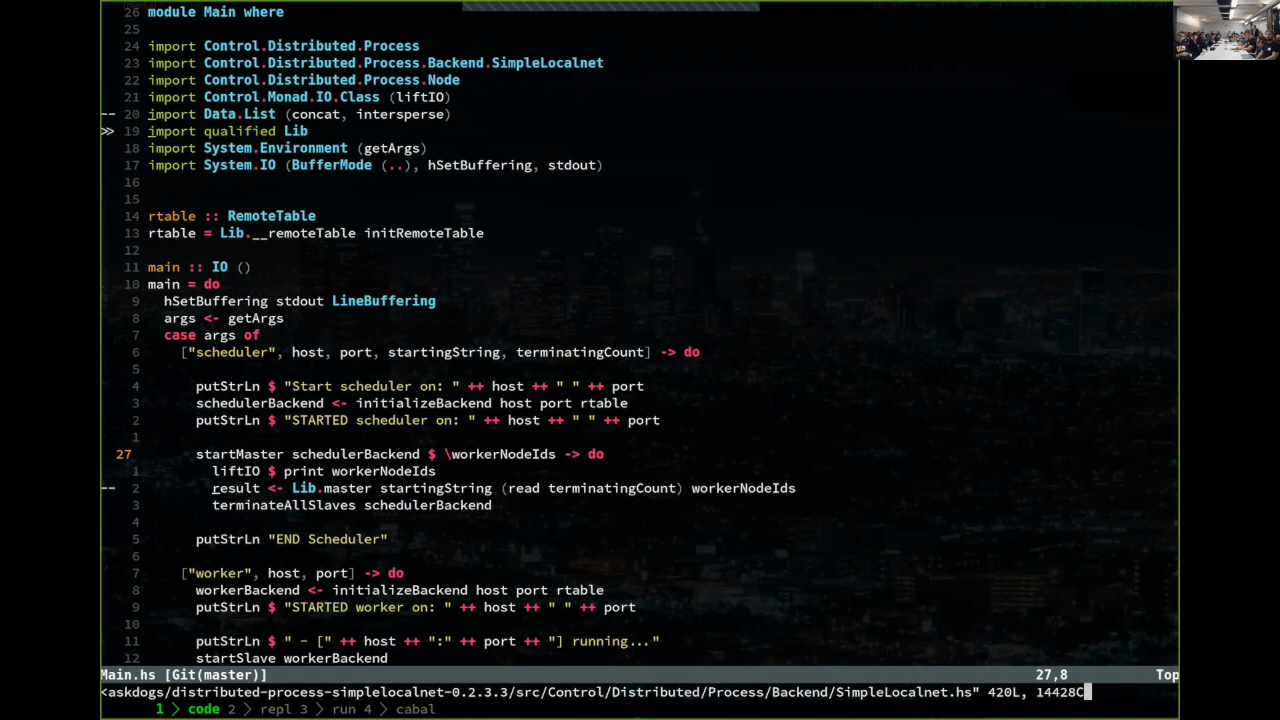 26 module Main where
25
24 import Control.Distributed.Process
23 import Control.Distributed.Process.Backend.SimpleLocalnet
22 import Control.Distributed.Process.Node
21 import Control.Monad.IO.Class (liftIO)
-- 20 import Data.List (concat, intersperse)
≫ 19 import qualified Lib
18 import System.Environment (getArgs)
17 import System.IO (BufferMode (..), hSetBuffering, stdout)
16
15
14 rtable :: RemoteTable
13 rtable = Lib.__remoteTable initRemoteTable
12
11 main :: IO ()
10 main = do
9 hSetBuffering stdout LineBuffering
8 args <- getArgs
7 case args of
6 ["scheduler", host, port, startingString, terminatingCount] -> do
5
4 putStrLn $ "Start scheduler on: " ++ host ++ " " ++ port
3 schedulerBackend <- initializeBackend host port rtable
2 putStrLn $ "STARTED scheduler on: " ++ host ++ " " ++ port
1
27 startMaster schedulerBackend $ \workerNodeIds -> do
1 liftIO $ print workerNodeIds
-- 2 result <- Lib.master startingString (read terminatingCount) workerNodeIds
3 terminateAllSlaves schedulerBackend
4
5 putStrLn "END Scheduler"
6
7 ["worker", host, port] -> do
8 workerBackend <- initializeBackend host port rtable
9 putStrLn $ "STARTED worker on: " ++ host ++ " " ++ port
10
11 putStrLn $ " - [" ++ host ++ ":" ++ port ++ "] running..."
12 startSlave workerBackend
Main.hs [Git(master)] 27,8 Top
<askdogs/distributed-process-simplelocalnet-0.2.3.3/src/Control/Distributed/Process/Backend/SimpleLocalnet.hs" 420L, 14428C
1 > code 2 > repl 3 > run 4 > cabal